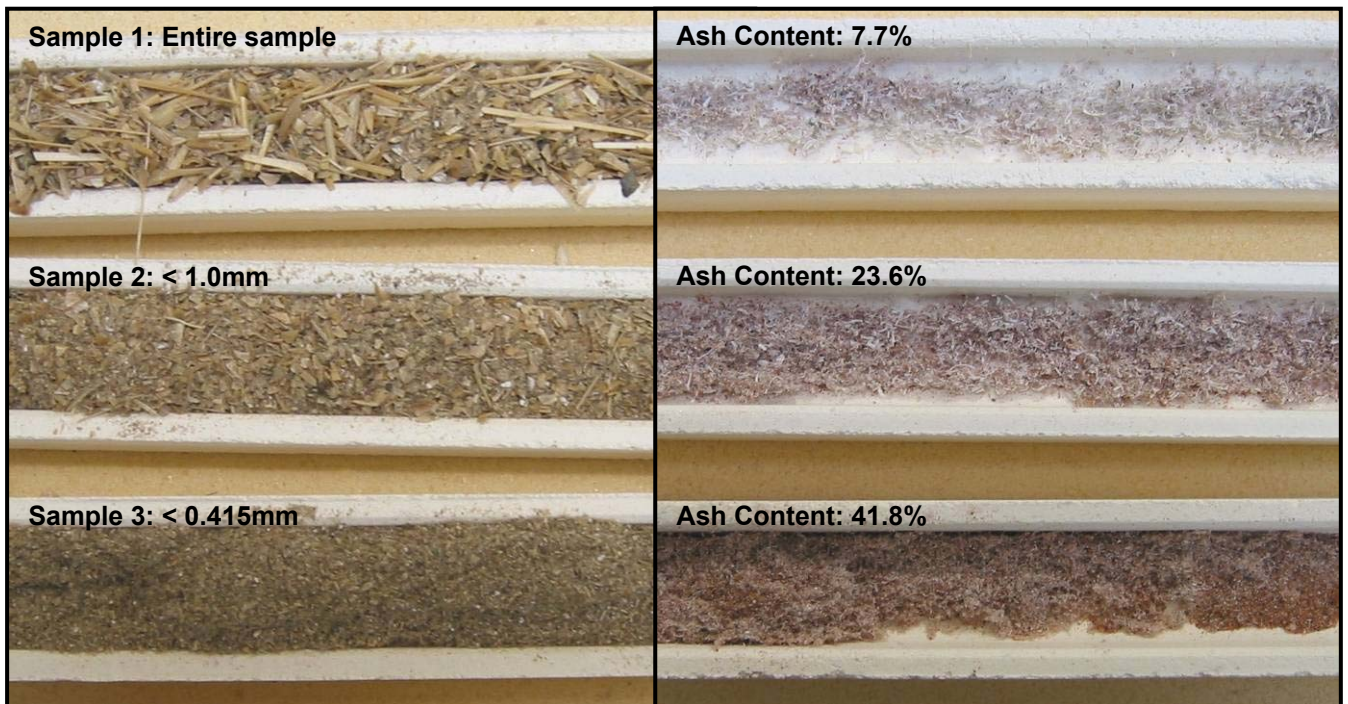 Sample 1: Entire sample
Ash Content: 7.7%
Sample 2: < 1.0mm
Ash Content: 23.6%
Sample 3: < 0.415mm
Ash Content: 41.8%